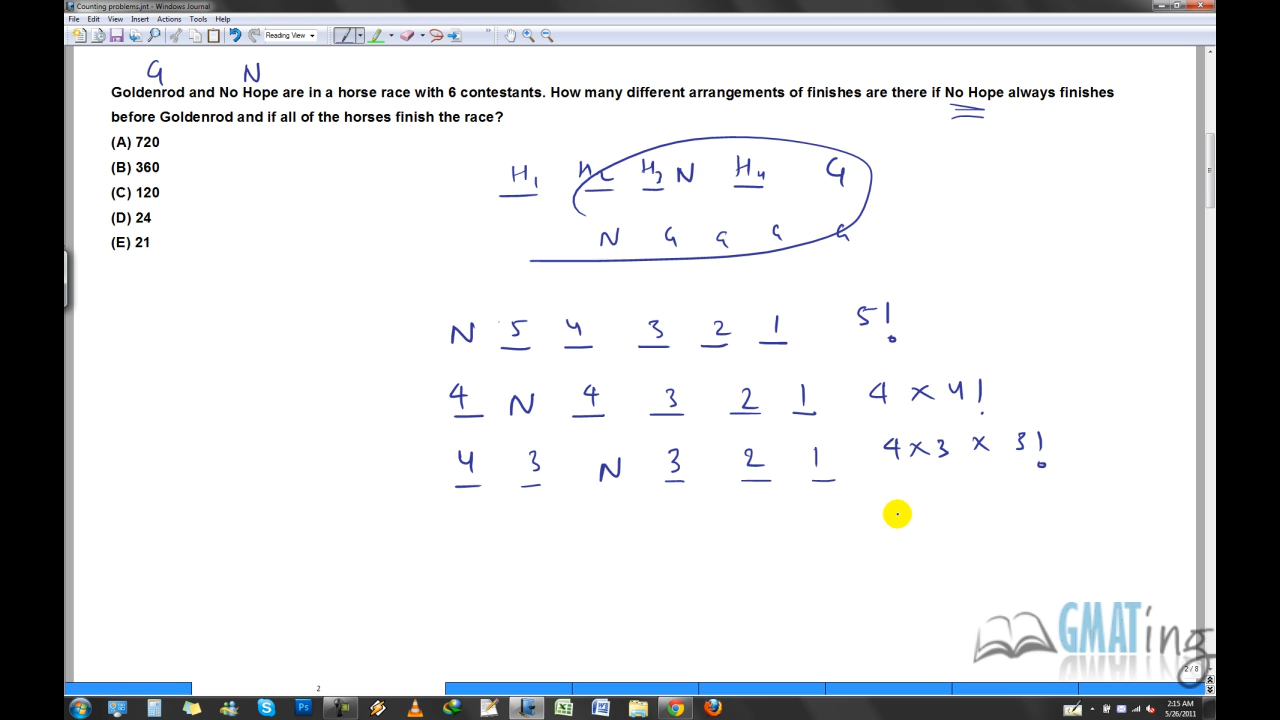 Counting problems.jnt - Windows Journal
File Edit View Insert Actions Tools Help
Reading View
G N
Goldenrod and No Hope are in a horse race with 6 contestants. How many different arrangements of finishes are there if No Hope always finishes
before Goldenrod and if all of the horses finish the race?
(A) 720
(B) 360
(C) 120
(D) 24
(E) 21
H1 H2 H3 N H4 G
N G G G G
N 5 4 3 2 1 5!
4 N 4 3 2 1 4 × 4!
4 3 N 3 2 1 4 × 3 × 3!
GMATing
2 / 8
2
2:15 AM
5/26/2011